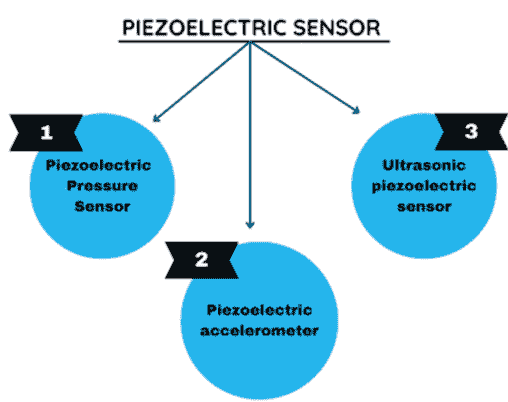 PIEZOELECTRIC SENSOR
1
Piezoelectric
Pressure
Sensor
2
Piezoelectric
accelerometer
3
Ultrasonic
piezoelectric
sensor